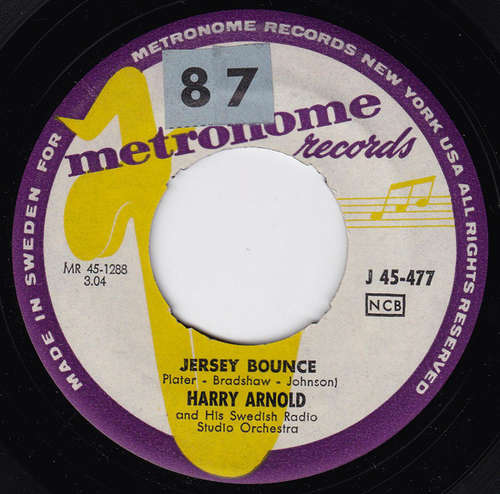 MADE IN SWEDEN FOR METRONOME RECORDS NEW YORK USA ALL RIGHTS RESERVED
87
metronome
records
MR 45-1288
3.04
J 45-477
NCB
JERSEY BOUNCE
Plater - Bradshaw - Johnson)
HARRY ARNOLD
and His Swedish Radio
Studio Orchestra